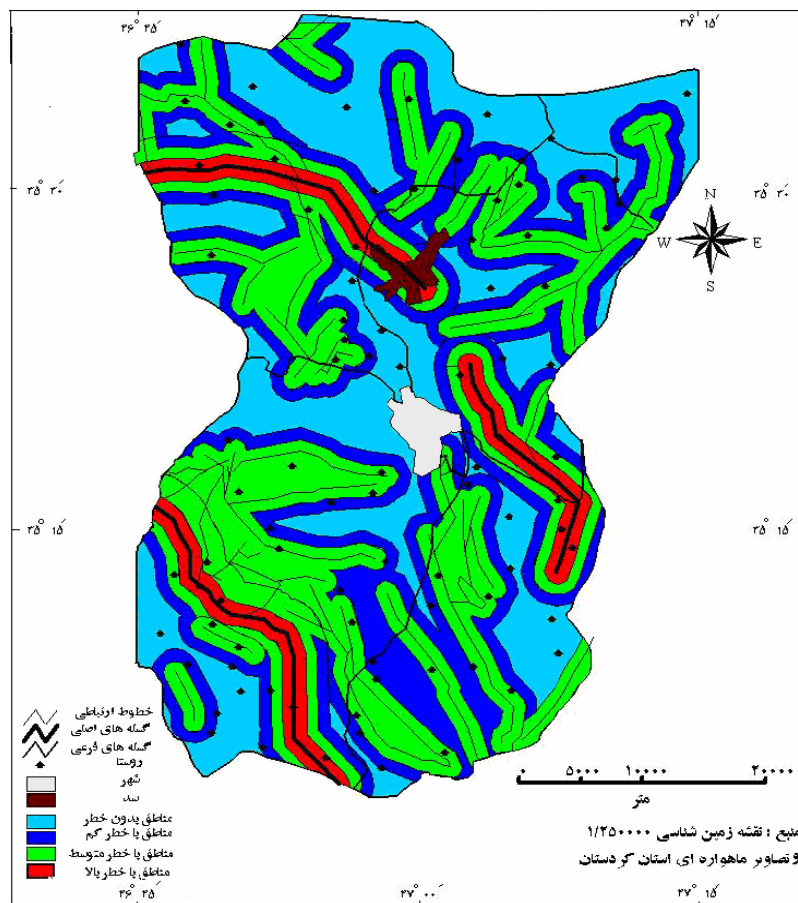 ۴۶° ۴۵′
۴۷° ۱۵′
۳۵° ۳۰′
۳۵° ۳۰′
N
W E
S
۳۵° ۱۵′
۳۵° ۱۵′
خطوط ارتباطی
گسله های اصلی
گسله های فرعی
روستا
شهر
سد
مناطق بدون خطر
مناطق با خطر کم
مناطق با خطر متوسط
مناطق با خطر بالا
۰ ۵۰۰۰ ۱۰۰۰۰ ۲۰۰۰۰
متر
منبع : نقشه زمین شناسی ۱/۲۵۰۰۰۰
و تصاویر ماهواره ای استان کردستان
۴۶° ۴۵′
۴۷° ۰۰′
۴۷° ۱۵′